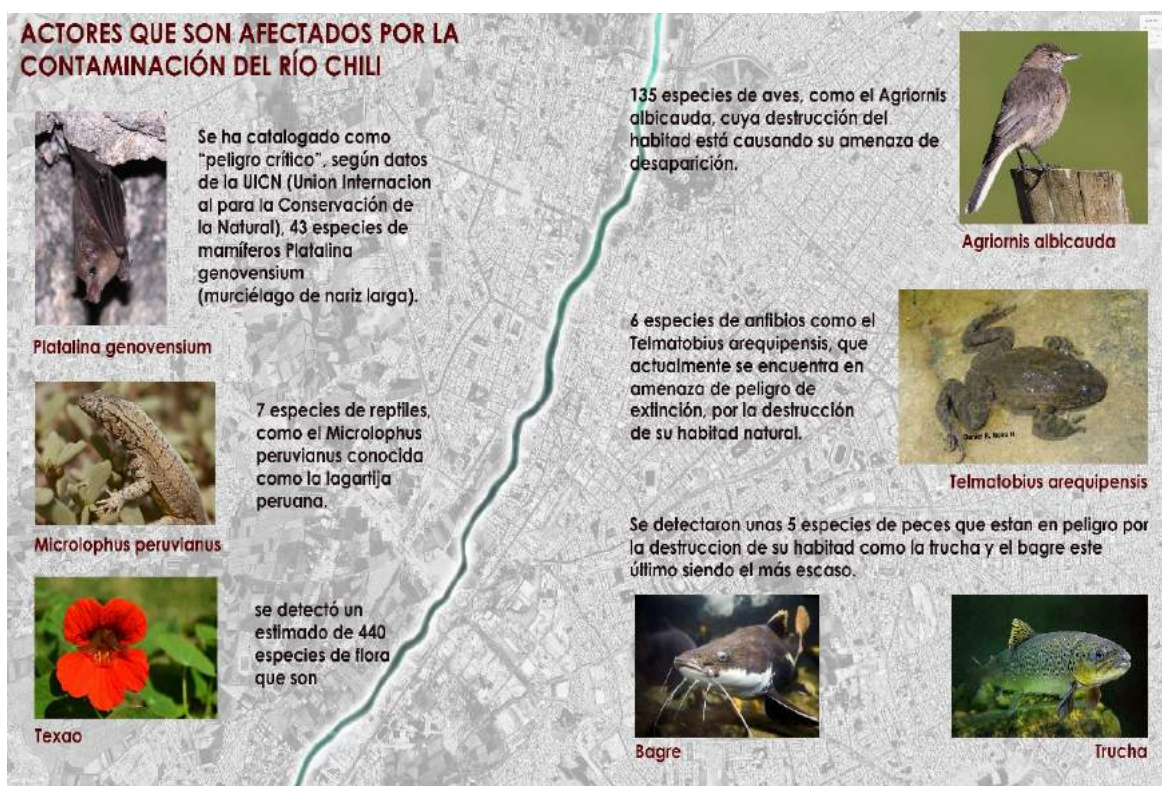 ACTORES QUE SON AFECTADOS POR LA
CONTAMINACIÓN DEL RÍO CHILI
Se ha catalogado como
“peligro crítico”, según datos
de la UICN (Union Internacion
al para la Conservación de
la Natural), 43 especies de
mamíferos Platalina
genovensium
(murciélago de nariz larga).
Platalina genovensium
7 especies de reptiles,
como el Microlophus
peruvianus conocida
como la lagartija
peruana.
Microlophus peruvianus
se detectó un
estimado de 440
especies de flora
que son
Texao
135 especies de aves, como el Agriornis
albicauda, cuya destrucción del
habitad está causando su amenaza de
desaparición.
Agriornis albicauda
6 especies de anfibios como el
Telmatobius arequipensis, que
actualmente se encuentra en
amenaza de peligro de
extinción, por la destrucción
de su habitad natural.
Telmatobius arequipensis
Se detectaron unas 5 especies de peces que estan en peligro por
la destruccion de su habitad como la trucha y el bagre este
último siendo el más escaso.
Bagre
Trucha